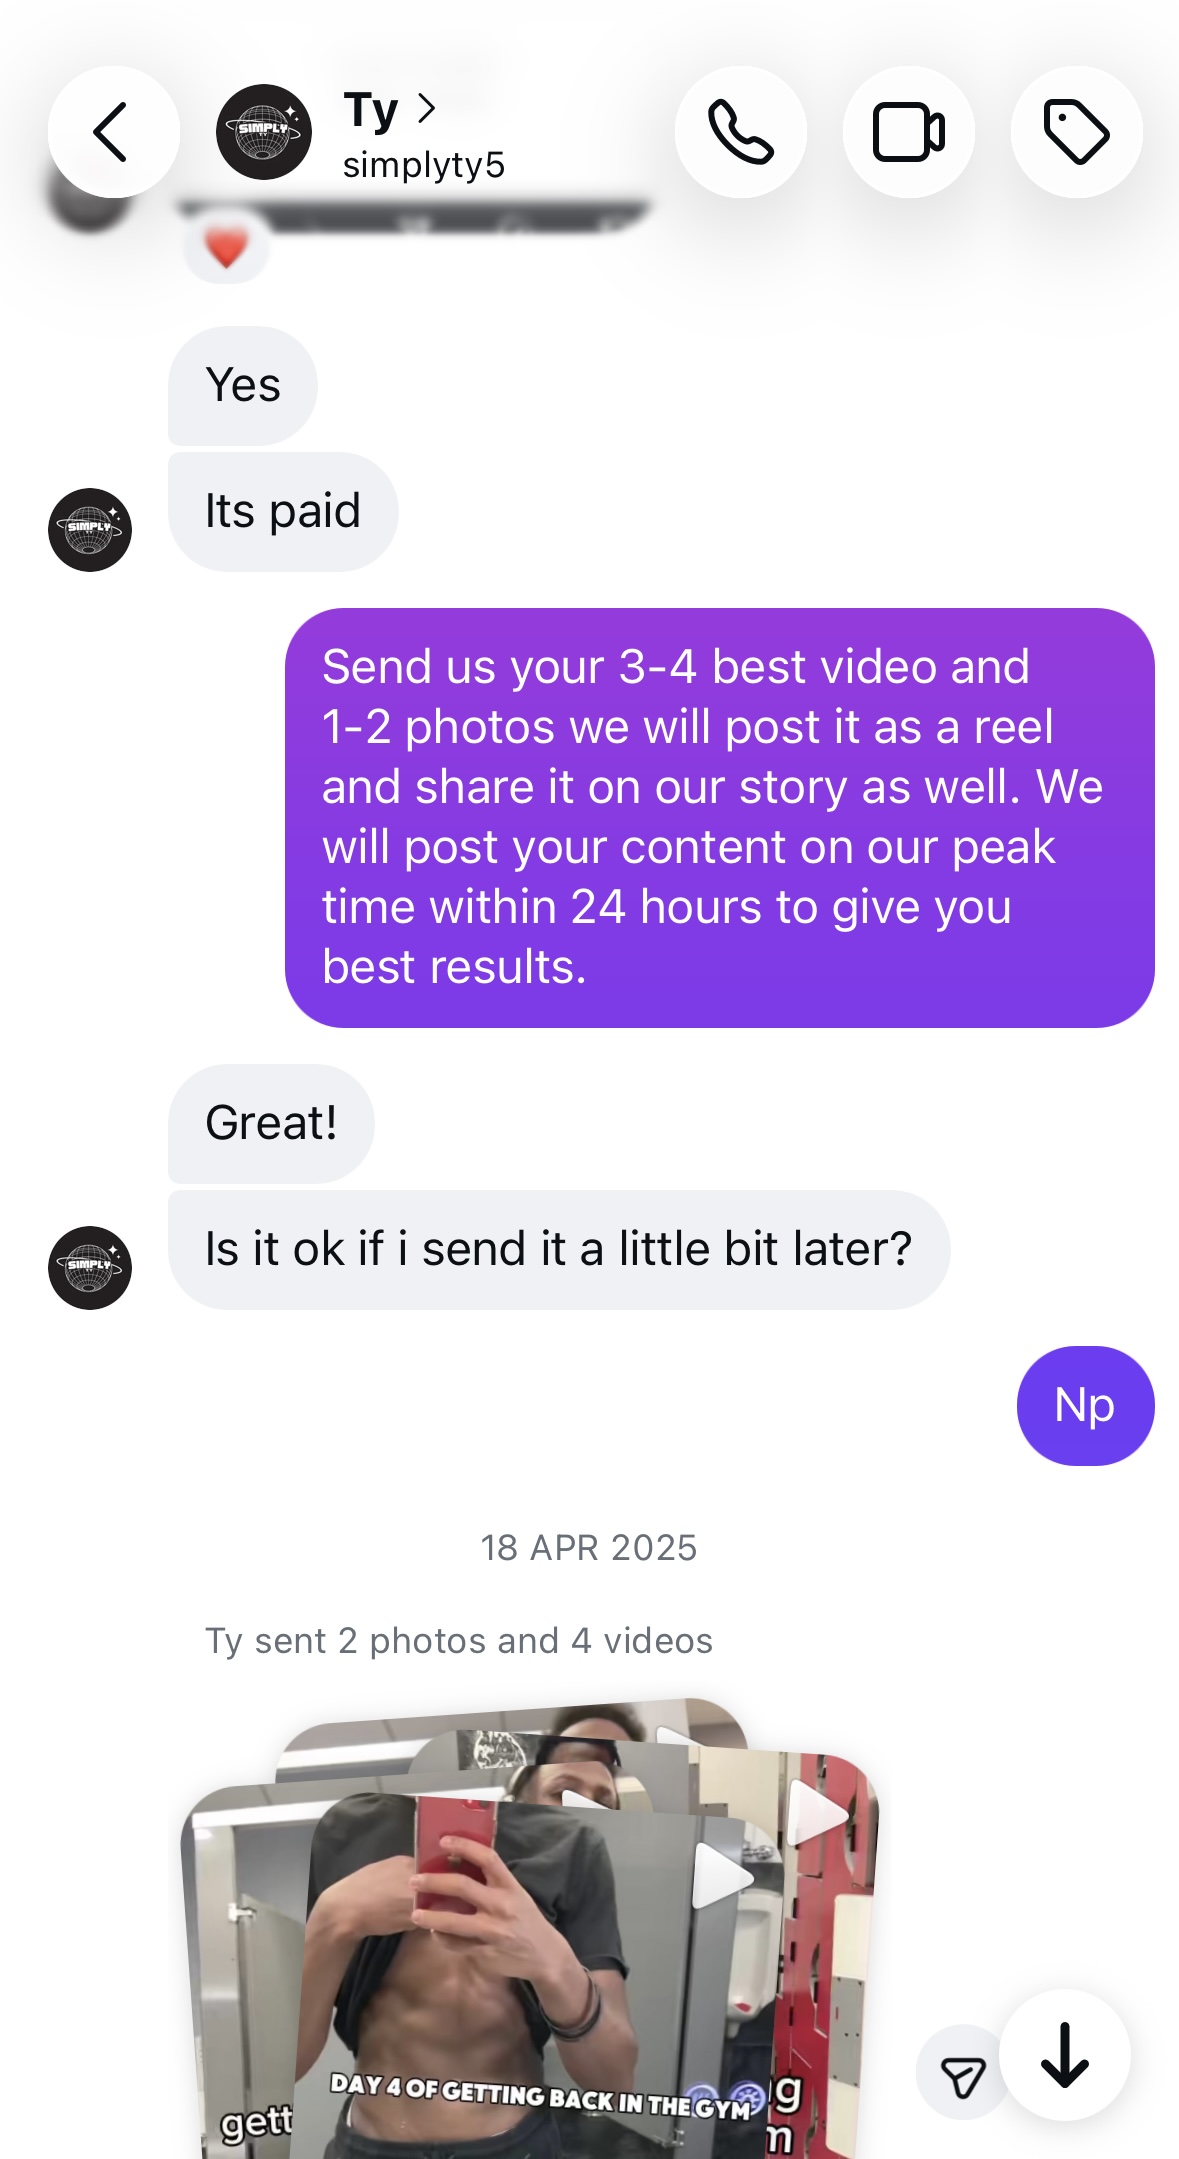 Ty
simplyty5
SIMPLY
Yes
Its paid
SIMPLY
Send us your 3-4 best video and
1-2 photos we will post it as a reel
and share it on our story as well. We
will post your content on our peak
time within 24 hours to give you
best results.
Great!
Is it ok if i send it a little bit later?
SIMPLY
Np
18 APR 2025
Ty sent 2 photos and 4 videos
DAY 4 OF GETTING BACK IN THE GYM
gett
g
m